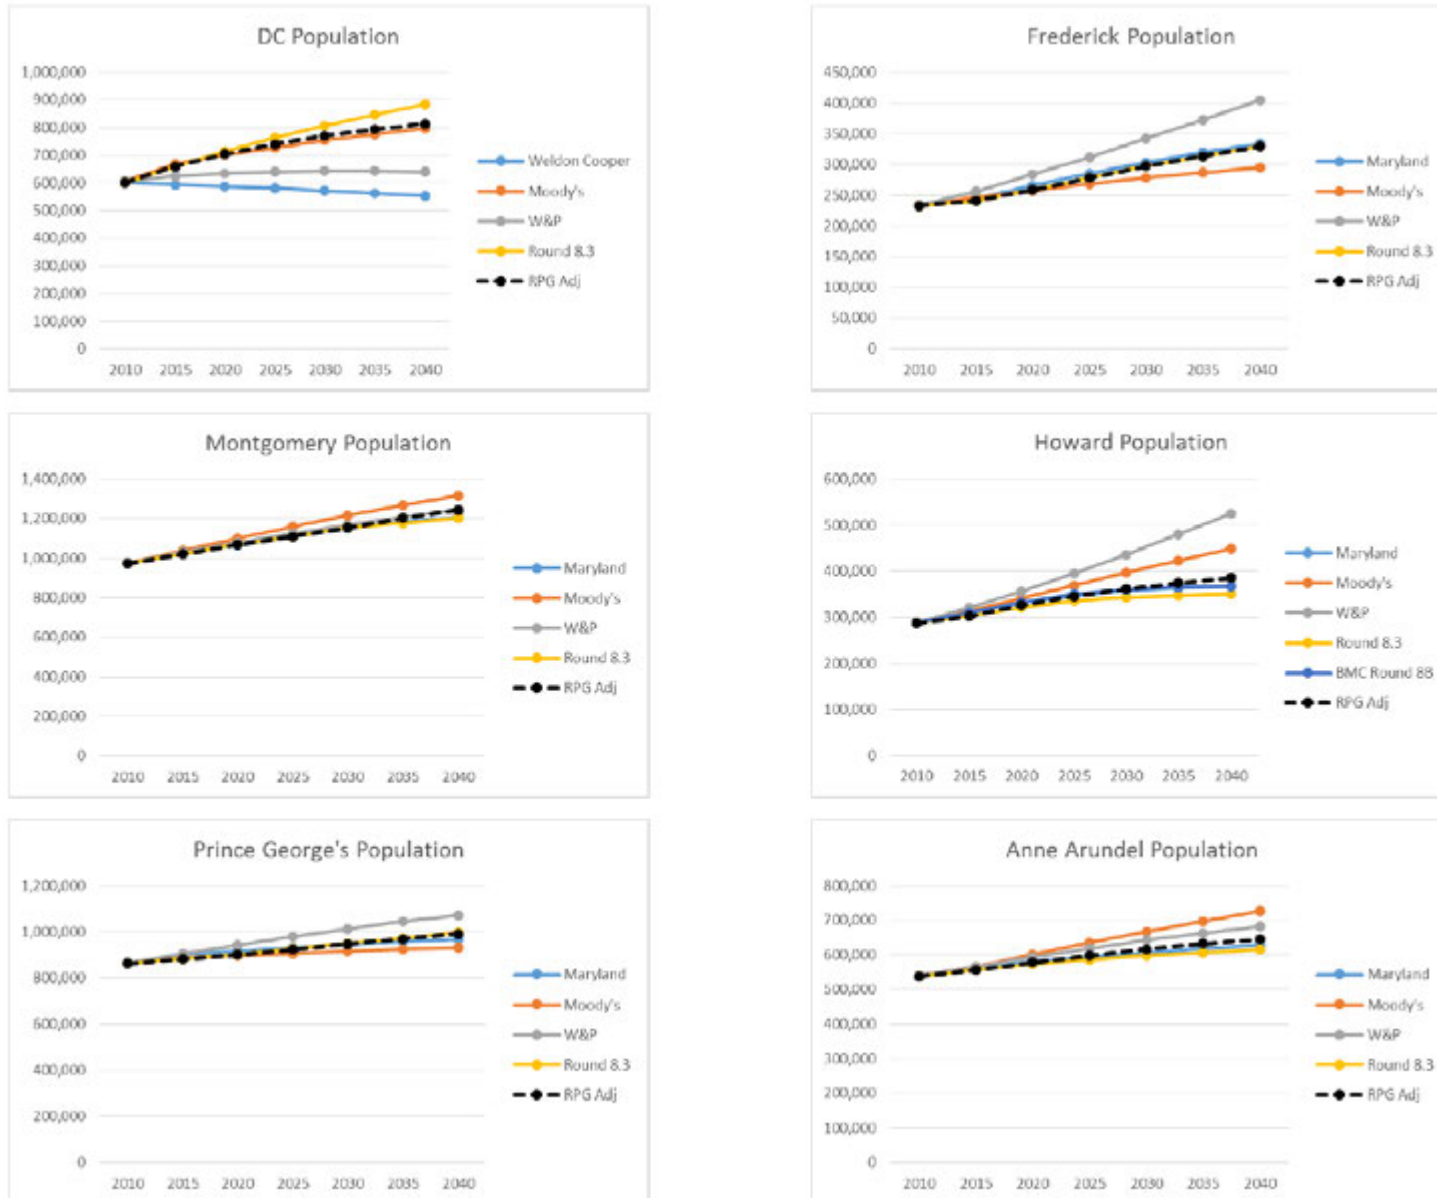 DC Population
1,000,000
900,000
800,000
700,000
600,000
500,000
400,000
300,000
200,000
100,000
0
2010 2015 2020 2025 2030 2035 2040
Weldon Cooper
Moody's
W&P
Round 8.3
RPG Adj
Frederick Population
450,000
400,000
350,000
300,000
250,000
200,000
150,000
100,000
50,000
0
2010 2015 2020 2025 2030 2035 2040
Maryland
Moody's
W&P
Round 8.3
RPG Adj
Montgomery Population
1,400,000
1,200,000
1,000,000
800,000
600,000
400,000
200,000
0
2010 2015 2020 2025 2030 2035 2040
Maryland
Moody's
W&P
Round 8.3
RPG Adj
Howard Population
600,000
500,000
400,000
300,000
200,000
100,000
0
2010 2015 2020 2025 2030 2035 2040
Maryland
Moody's
W&P
Round 8.3
BMC Round 8B
RPG Adj
Prince George's Population
1,200,000
1,000,000
800,000
600,000
400,000
200,000
0
2010 2015 2020 2025 2030 2035 2040
Maryland
Moody's
W&P
Round 8.3
RPG Adj
Anne Arundel Population
800,000
700,000
600,000
500,000
400,000
300,000
200,000
100,000
0
2010 2015 2020 2025 2030 2035 2040
Maryland
Moody's
W&P
Round 8.3
RPG Adj